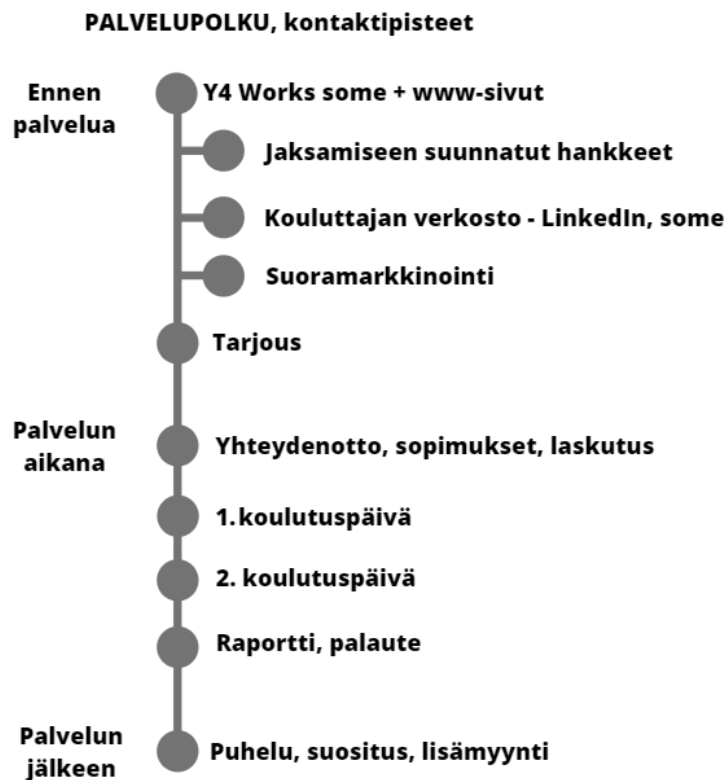 PALVELUPOLKU, kontaktipisteet
Ennen
palvelua
Y4 Works some + www-sivut
Jaksamiseen suunnatut hankkeet
Kouluttajan verkosto - LinkedIn, some
Suoramarkkinointi
Tarjous
Palvelun
aikana
Yhteydenotto, sopimukset, laskutus
1.koulutuspäivä
2. koulutuspäivä
Raportti, palaute
Palvelun
jälkeen
Puhelu, suositus, lisämyynti